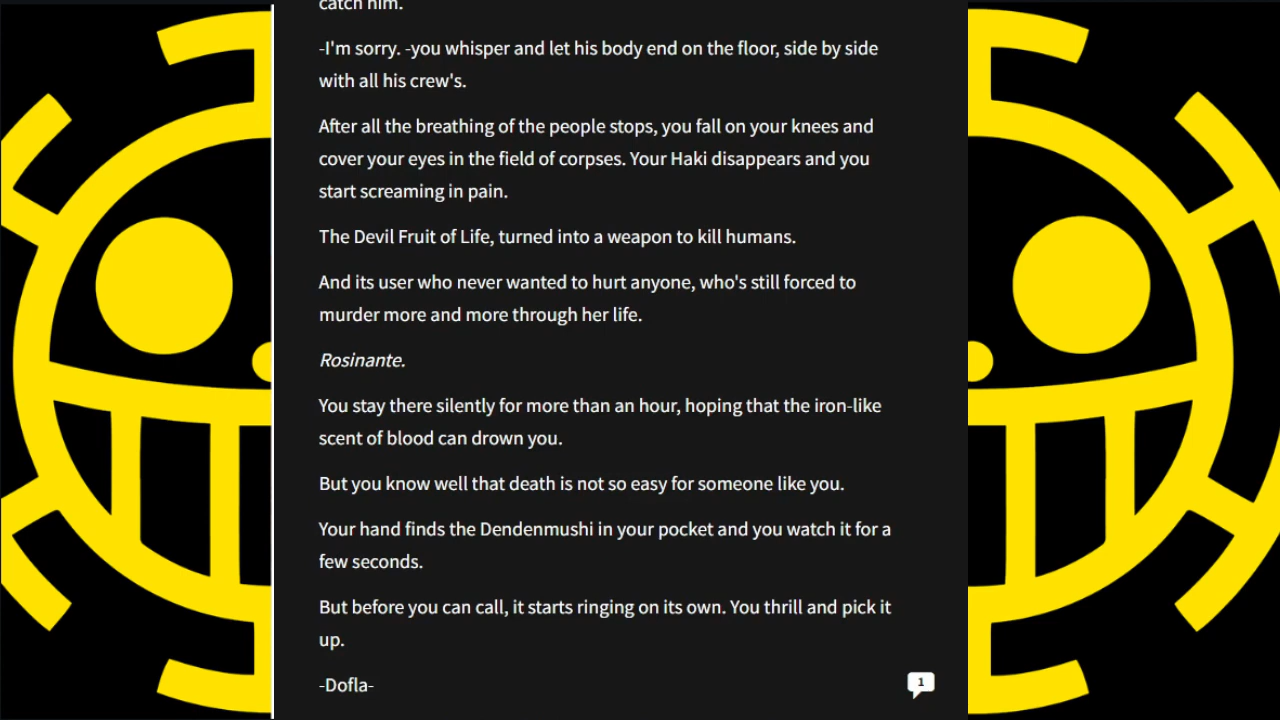 catch him.
-I'm sorry. -you whisper and let his body end on the floor, side by side
with all his crew's.
After all the breathing of the people stops, you fall on your knees and
cover your eyes in the field of corpses. Your Haki disappears and you
start screaming in pain.
The Devil Fruit of Life, turned into a weapon to kill humans.
And its user who never wanted to hurt anyone, who's still forced to
murder more and more through her life.
Rosinante.
You stay there silently for more than an hour, hoping that the iron-like
scent of blood can drown you.
But you know well that death is not so easy for someone like you.
Your hand finds the Dendenmushi in your pocket and you watch it for a
few seconds.
But before you can call, it starts ringing on its own. You thrill and pick it
up.
-Dofla-
1